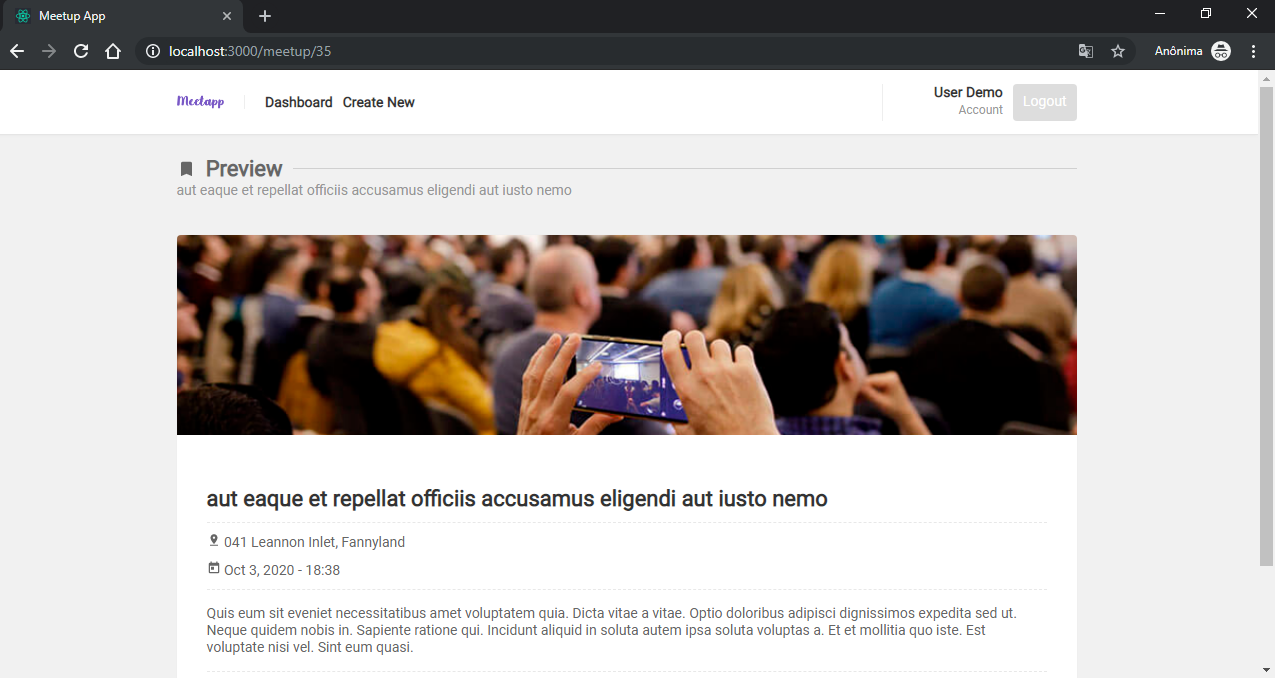 Meetup App
localhost:3000/meetup/35
Anônima
Meetapp
Dashboard Create New
User Demo
Account
Logout
Preview
aut eaque et repellat officiis accusamus eligendi aut iusto nemo
aut eaque et repellat officiis accusamus eligendi aut iusto nemo
041 Leannon Inlet, Fannyland
Oct 3, 2020 - 18:38
Quis eum sit eveniet necessitatibus amet voluptatem quia. Dicta vitae a vitae. Optio doloribus adipisci dignissimos expedita sed ut.
Neque quidem nobis in. Sapiente ratione qui. Incidunt aliquid in soluta autem ipsa soluta voluptas a. Et et mollitia quo iste. Est
voluptate nisi vel. Sint eum quasi.